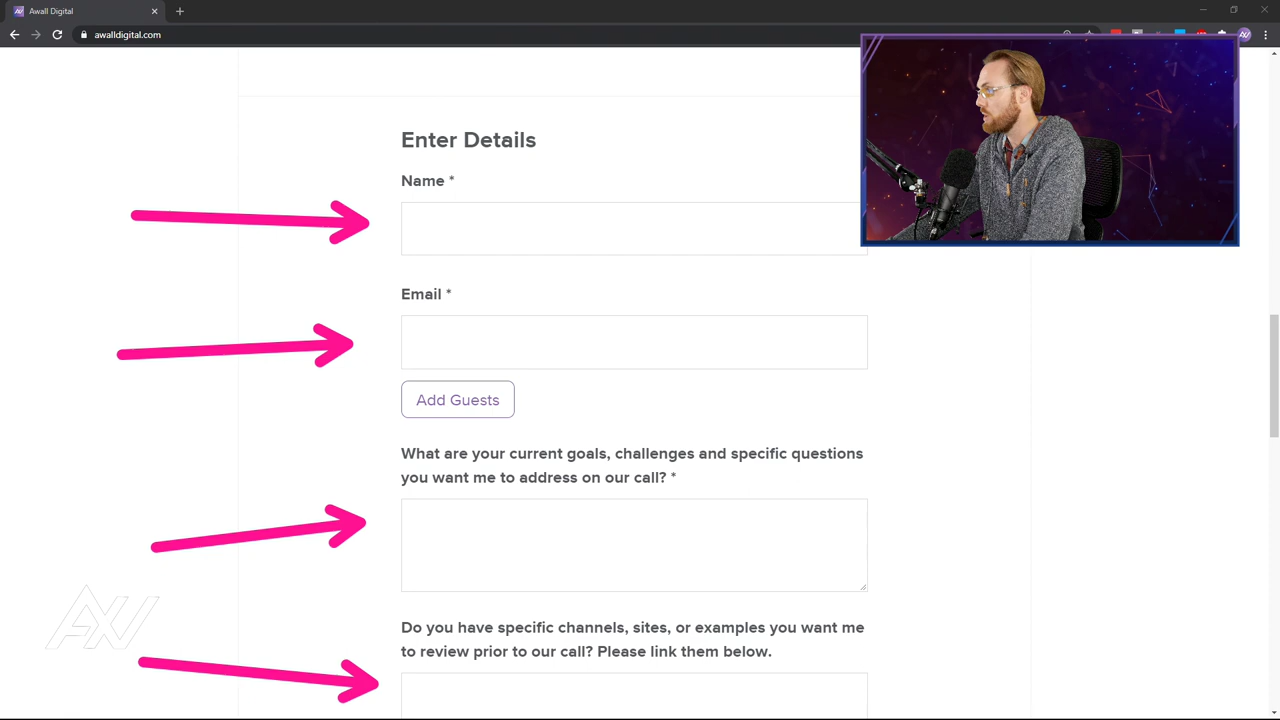 Awall Digital
awalldigital.com
Enter Details
Name *
Email *
Add Guests
What are your current goals, challenges and specific questions
you want me to address on our call? *
Do you have specific channels, sites, or examples you want me
to review prior to our call? Please link them below.